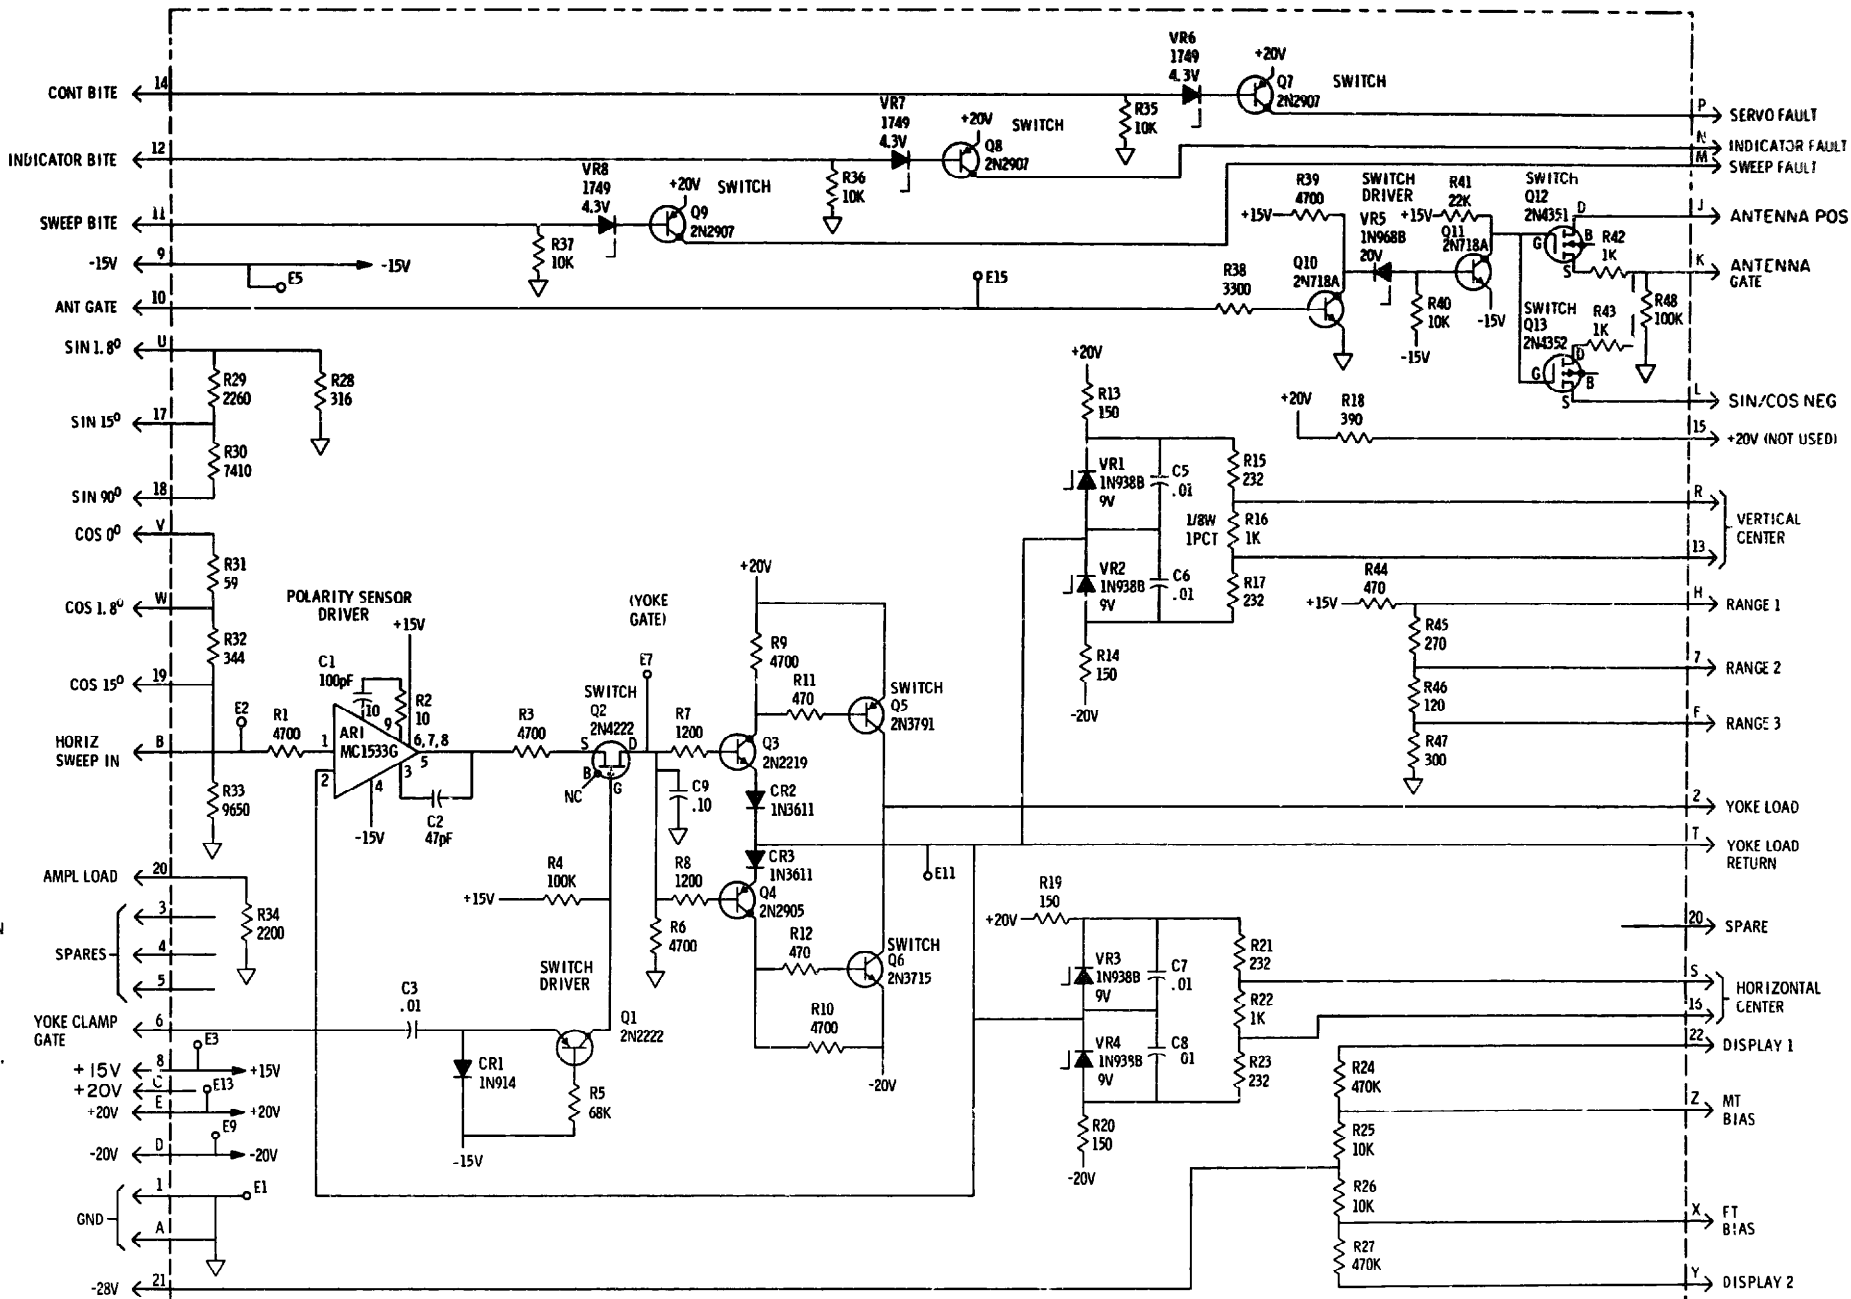 CONT BITE 14
VR6
1749
4.3V
+20V
Q7
2N2907
SWITCH
R35
10K
P SERVO FAULT
INDICATOR BITE 12
VR7
1749
4.3V
+20V
Q8
2N2907
SWITCH
R36
10K
N INDICATOR FAULT
M SWEEP FAULT
SWEEP BITE 11
VR8
1749
4.3V
+20V
Q9
2N2907
SWITCH
R37
10K
-15V 9
E5
-15V
ANT GATE 10
E15
R38
3300
R39
4700
+15V
Q10
2N718A
SWITCH
DRIVER
VR5
1N968B
20V
R40
10K
-15V
R41
22K
+15V
Q11
2N718A
-15V
SWITCH
Q12
2N4351
D
G
B
S
R42
1K
J ANTENNA POS
K ANTENNA
GATE
SWITCH
Q13
2N4352
R43
1K
R48
100K
D
G
B
S
L SIN/COS NEG
+20V
R18
390
15 +20V (NOT USED)
SIN 1.8⁰ U
R29
2260
R28
316
SIN 15⁰ 17
R30
7410
SIN 90⁰ 18
COS 0⁰ V
R31
59
COS 1.8⁰ W
R32
344
COS 15⁰ 19
HORIZ
SWEEP IN
B
E2
R1
4700
R33
9650
POLARITY SENSOR
DRIVER
+15V
C1
100pF
R2
10
10
9
AR1
MC1533G
1
2
6,7,8
5
3
4
-15V
C2
47pF
R3
4700
SWITCH
Q2
2N4222
S
D
B
G
NC
(YOKE
GATE)
E7
R7
1200
C9
.10
R8
1200
R6
4700
R4
100K
+15V
+20V
R9
4700
R11
470
Q3
2N2219
CR2
1N3611
CR3
1N3611
Q4
2N2905
R12
470
R10
4700
SWITCH
Q5
2N3791
SWITCH
Q6
2N3715
-20V
E11
+20V
R13
150
VR1
1N938B
9V
C5
.01
R15
232
VR2
1N938B
9V
C6
.01
1/8W
1PCT
R16
1K
R17
232
R14
150
-20V
R
13
VERTICAL
CENTER
+15V
R44
470
H RANGE 1
R45
270
7 RANGE 2
R46
120
F RANGE 3
R47
300
2 YOKE LOAD
T YOKE LOAD
RETURN
AMPL LOAD 20
R34
2200
SPARES
3
4
5
YOKE CLAMP
GATE
6
C3
.01
CR1
1N914
SWITCH
DRIVER
Q1
2N2222
R5
68K
-15V
+20V
R19
150
VR3
1N938B
9V
C7
.01
R21
232
R22
1K
VR4
1N938B
9V
C8
01
R23
232
R20
150
-20V
20 SPARE
S
16
HORIZONTAL
CENTER
22 DISPLAY 1
R24
470K
Z MT
BIAS
R25
10K
R26
10K
X FT
BIAS
R27
470K
Y DISPLAY 2
+15V 8
E3
+15V
+20V C
E13
+20V E
+20V
-20V D
E9
-20V
GND
1
E1
A
-28V 21